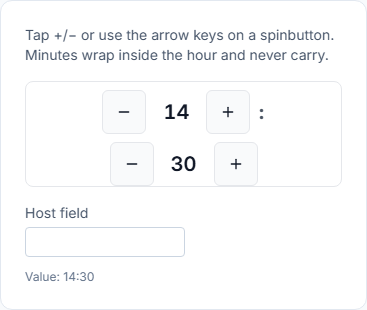 Tap +/− or use the arrow keys on a spinbutton.
Minutes wrap inside the hour and never carry.
− 14 + :
− 30 +
Host field
Value: 14:30